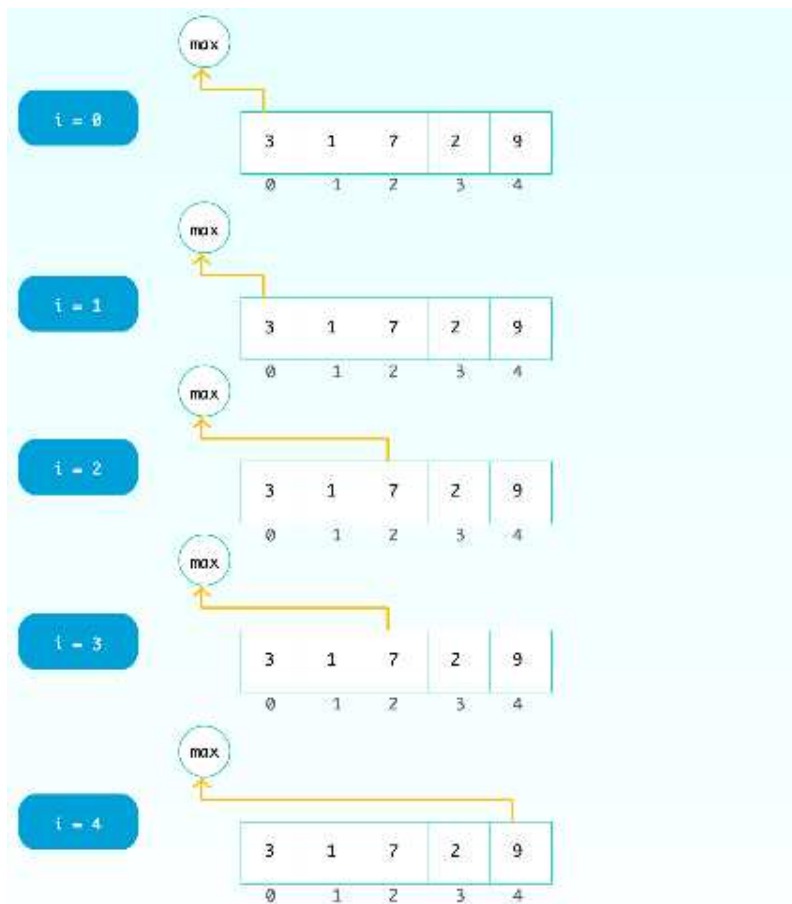 max
i = 0
3 1 7 2 9
0 1 2 3 4
max
i = 1
3 1 7 2 9
0 1 2 3 4
max
i = 2
3 1 7 2 9
0 1 2 3 4
max
i = 3
3 1 7 2 9
0 1 2 3 4
max
i = 4
3 1 7 2 9
0 1 2 3 4